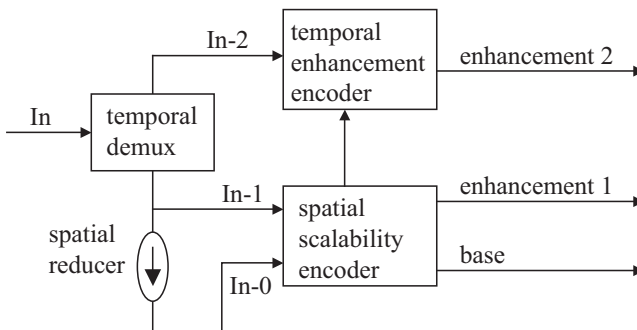 In
temporal
demux
In-2
temporal
enhancement
encoder
enhancement 2
In-1
spatial
reducer
In-0
spatial
scalability
encoder
enhancement 1
base